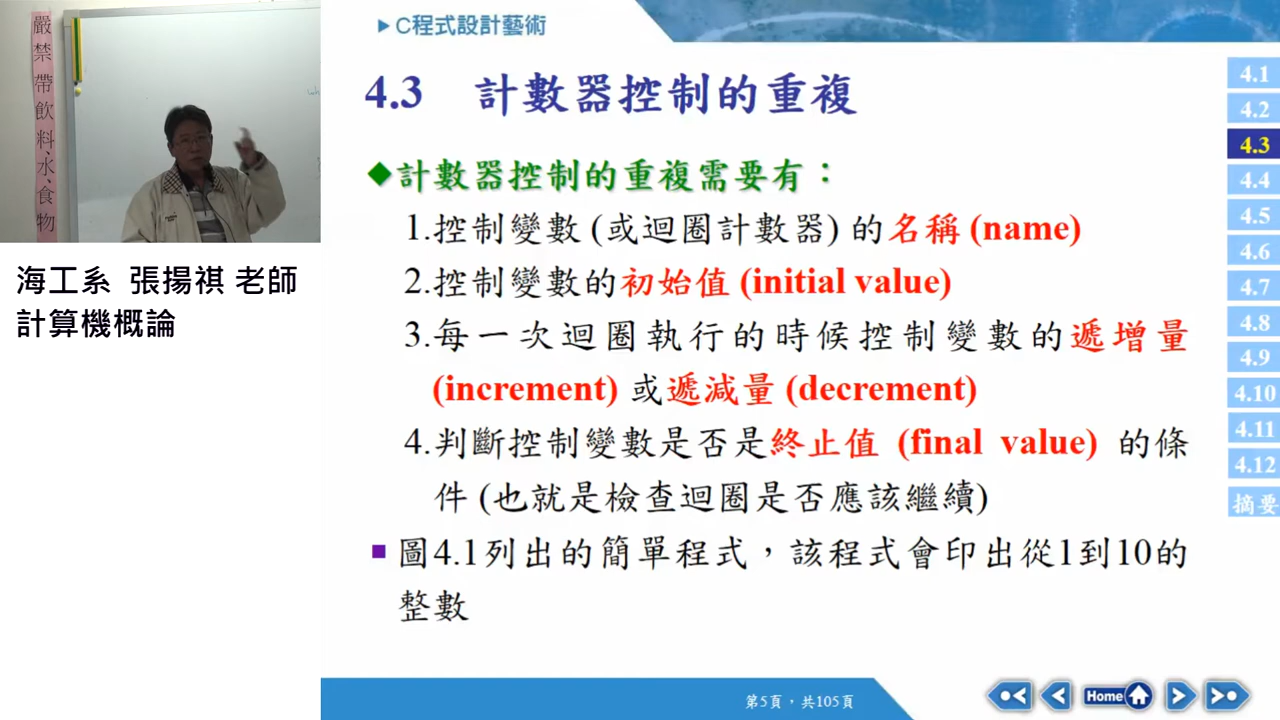 嚴禁帶飲料、水、食物
海工系 張揚祺 老師
計算機概論
C程式設計藝術
4.3 計數器控制的重複
計數器控制的重複需要有：
1.控制變數 (或迴圈計數器) 的名稱 (name)
2.控制變數的初始值 (initial value)
3.每一次迴圈執行的時候控制變數的遞增量
(increment) 或遞減量 (decrement)
4.判斷控制變數是否是終止值 (final value) 的條
件 (也就是檢查迴圈是否應該繼續)
圖4.1列出的簡單程式，該程式會印出從1到10的
整數
4.1
4.2
4.3
4.4
4.5
4.6
4.7
4.8
4.9
4.10
4.11
4.12
摘要
第5頁，共105頁
Home